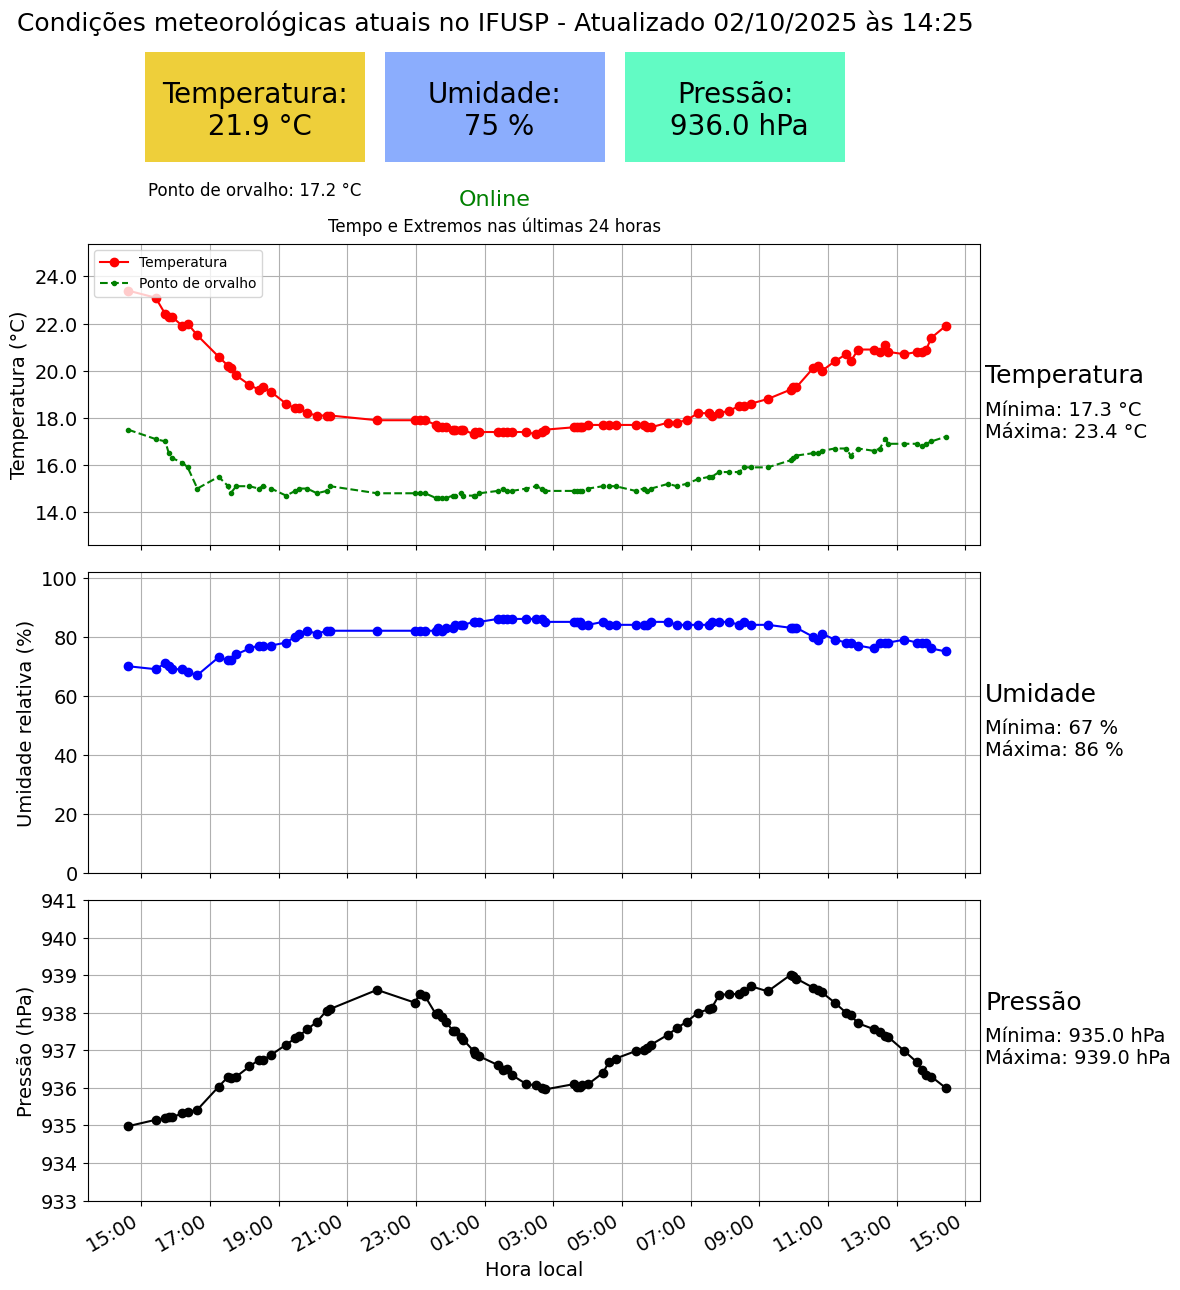 Condições meteorológicas atuais no IFUSP - Atualizado 02/10/2025 às 14:25
Temperatura:
21.9 °C
Umidade:
75 %
Pressão:
936.0 hPa
Ponto de orvalho: 17.2 °C
Online
Tempo e Extremos nas últimas 24 horas
Temperatura
Ponto de orvalho
Temperatura (°C)
24.0
22.0
20.0
18.0
16.0
14.0
Temperatura
Mínima: 17.3 °C
Máxima: 23.4 °C
Umidade relativa (%)
100
80
60
40
20
0
Umidade
Mínima: 67 %
Máxima: 86 %
Pressão (hPa)
941
940
939
938
937
936
935
934
933
Pressão
Mínima: 935.0 hPa
Máxima: 939.0 hPa
15:00 17:00 19:00 21:00 23:00 01:00 03:00 05:00 07:00 09:00 11:00 13:00 15:00
Hora local